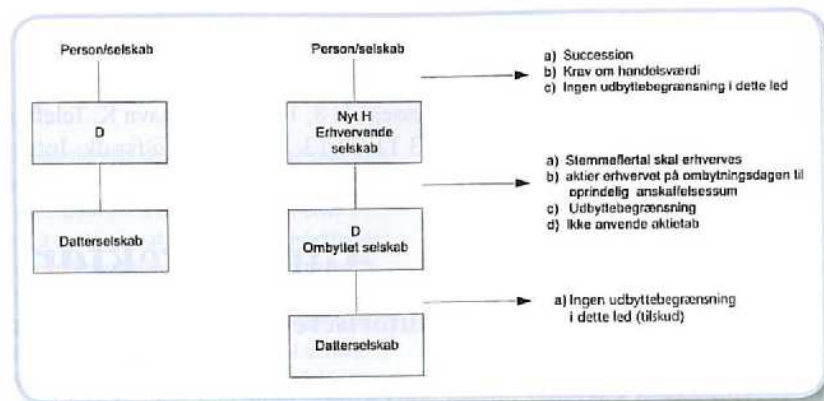 Person/selskab
D
Datterselskab
Person/selskab
Nyt H
Erhvervende
selskab
D
Ombyttet selskab
Datterselskab
a) Succession
b) Krav om handelsværdi
c) Ingen udbyttebegrænsning i dette led
a) Stemmeflertal skal erhverves
b) aktier erhvervet på ombytningsdagen til
oprindelig anskaffelsessum
c) Udbyttebegrænsning
d) Ikke anvende aktietab
a) Ingen udbyttebegrænsning
i dette led (tilskud)